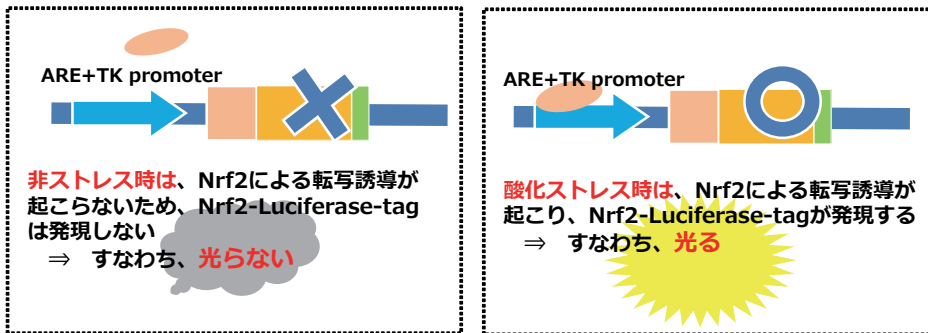 ARE+TK promoter
非ストレス時は、Nrf2による転写誘導が
起こらないため、Nrf2-Luciferase-tag
は発現しない
⇒ すなわち、光らない
ARE+TK promoter
酸化ストレス時は、Nrf2による転写誘導が
起こり、Nrf2-Luciferase-tagが発現する
⇒ すなわち、光る